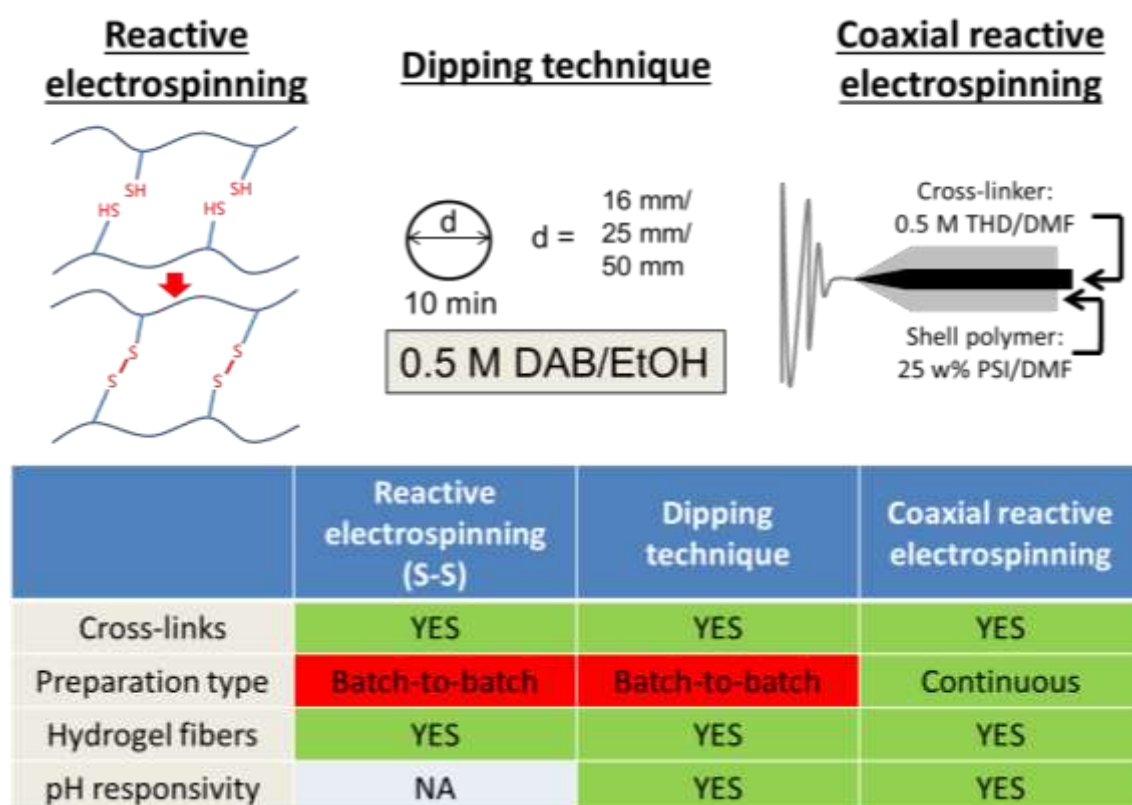 Reactive
electrospinning
Dipping technique
Coaxial reactive
electrospinning
SH
SH
HS
HS
S
S
S
S
d
10 min
d =
16 mm/
25 mm/
50 mm
0.5 M DAB/EtOH
Cross-linker:
0.5 M THD/DMF
Shell polymer:
25 w% PSI/DMF
Reactive
electrospinning
(S-S)
Dipping
technique
Coaxial reactive
electrospinning
Cross-links YES YES YES
Preparation type Batch-to-batch Batch-to-batch Continuous
Hydrogel fibers YES YES YES
pH responsivity NA YES YES